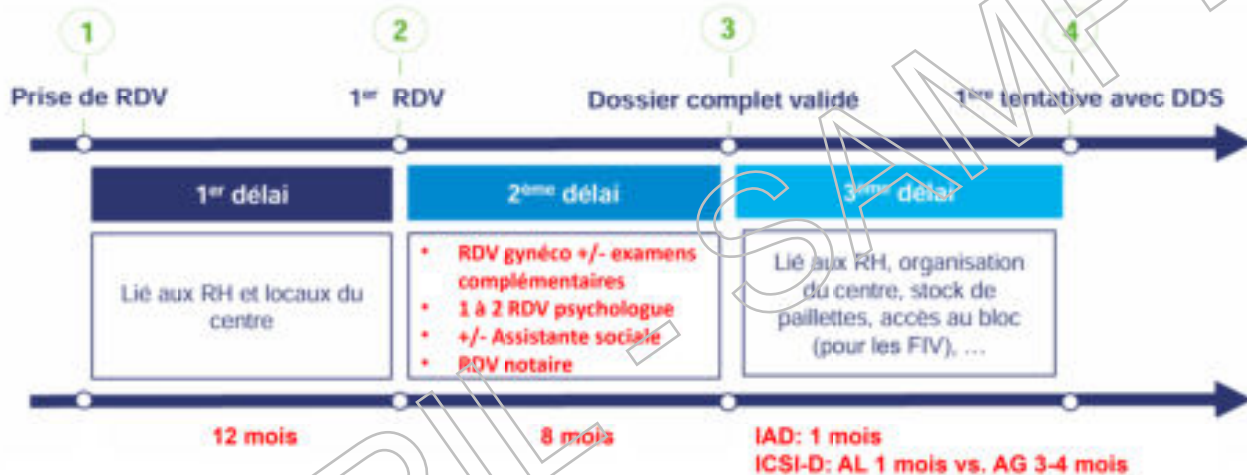 1 2 3 4
Prise de RDV 1er RDV Dossier complet validé 1ère tentative avec DDS
1er délai 2ème délai 3ème délai
Lié aux RH et locaux du
centre
• RDV gynéco +/- examens
complémentaires
• 1 à 2 RDV psychologue
• +/- Assistante sociale
• RDV notaire
Lié aux RH, organisation
du centre, stock de
paillettes, accès au bloc
(pour les FIV), ...
12 mois 8 mois IAD: 1 mois
ICSI-D: AL 1 mois vs. AG 3-4 mois